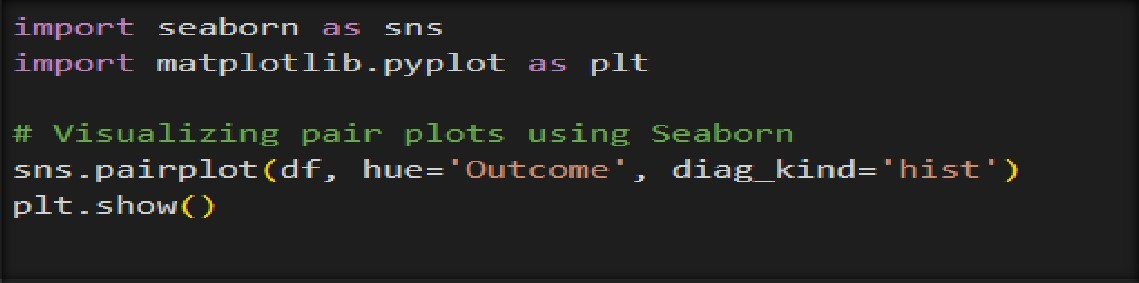 import seaborn as sns
import matplotlib.pyplot as plt
# Visualizing pair plots using Seaborn
sns.pairplot(df, hue='Outcome', diag_kind='hist')
plt.show()